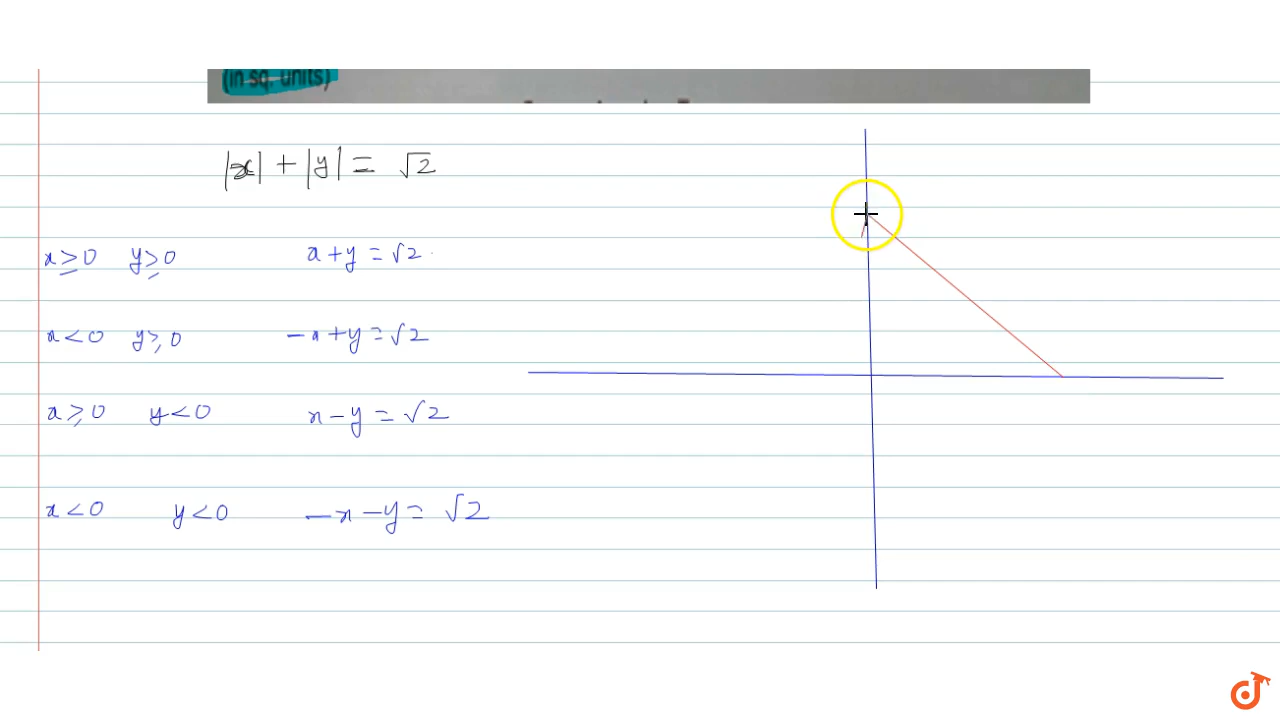 (in sq. units)
|x| + |y| = √2
x ≥ 0 y ≥ 0 x + y = √2
x < 0 y ≥ 0 -x + y = √2
x ≥ 0 y < 0 x - y = √2
x < 0 y < 0 -x - y = √2